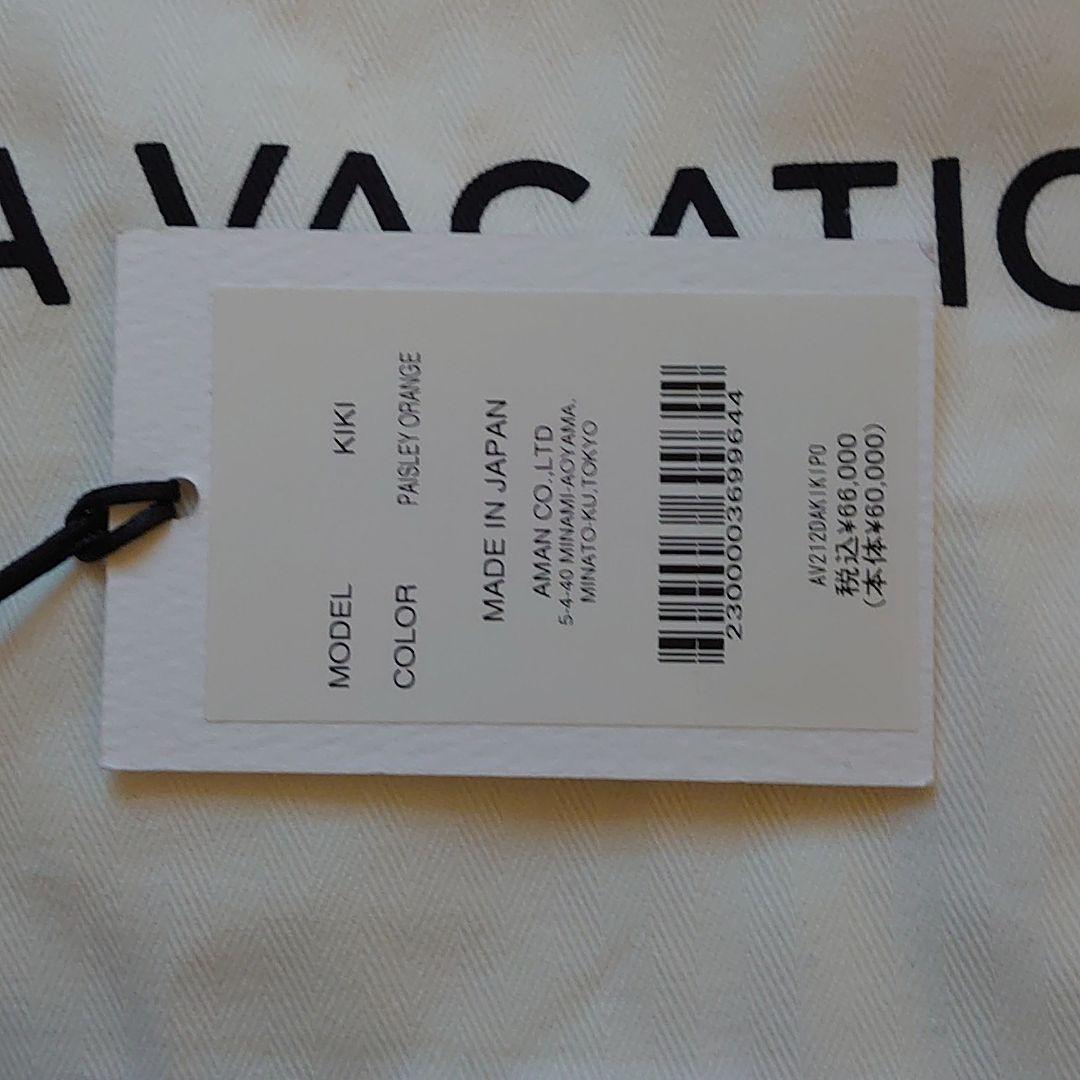 A VACATIO
MODEL KIKI
COLOR PAISLEY ORANGE
MADE IN JAPAN
AMAN CO.,LTD
5-4-40 MINAMI-AOYAMA,
MINATO-KU,TOKYO
2300003699644
AV212DAKIKIPO
税込¥66,000
(本体¥60,000)